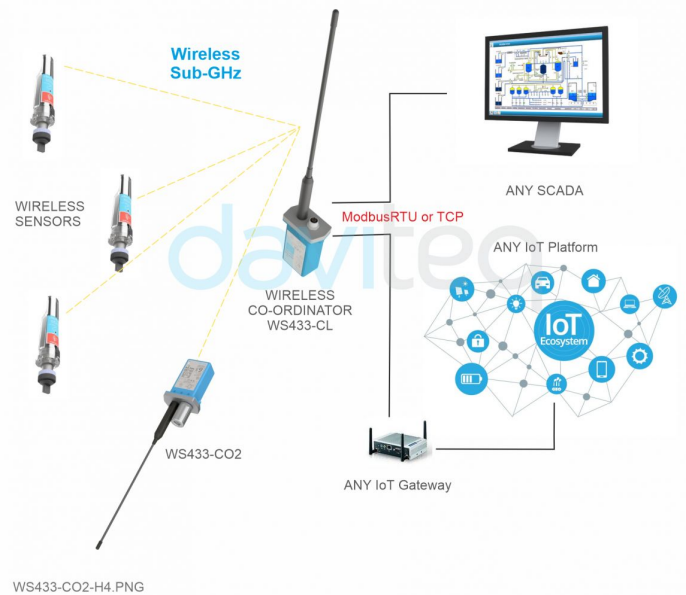 Wireless
Sub-GHz
WIRELESS
SENSORS
ModbusRTU or TCP
ANY SCADA
ANY IoT Platform
daviteq
WIRELESS
CO-ORDINATOR
WS433-CL
IoT
Ecosystem
WS433-CO2
ANY IoT Gateway
WS433-CO2-H4.PNG